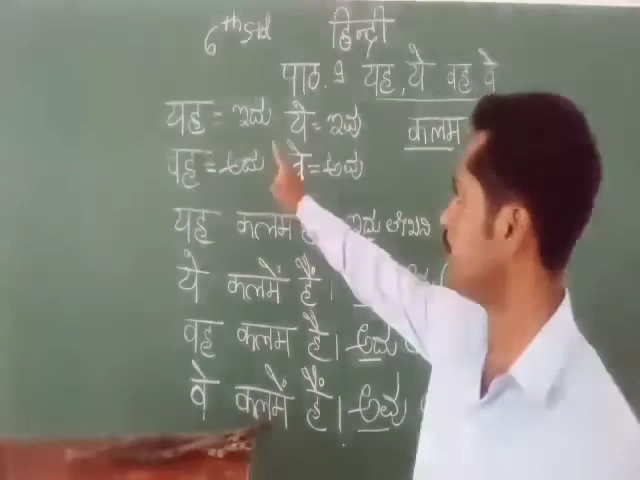 6th std हिन्दी
पाठ. 9 यह, ये वह वे
यह = ಇದು ये = ಇವು कलम
वह = ಅದು वे = ಅವು
यह कलम है ಇದು
ये कलमें हैं।
वह कलम है। ಅದು
वे कलमें हैं। ಅವು